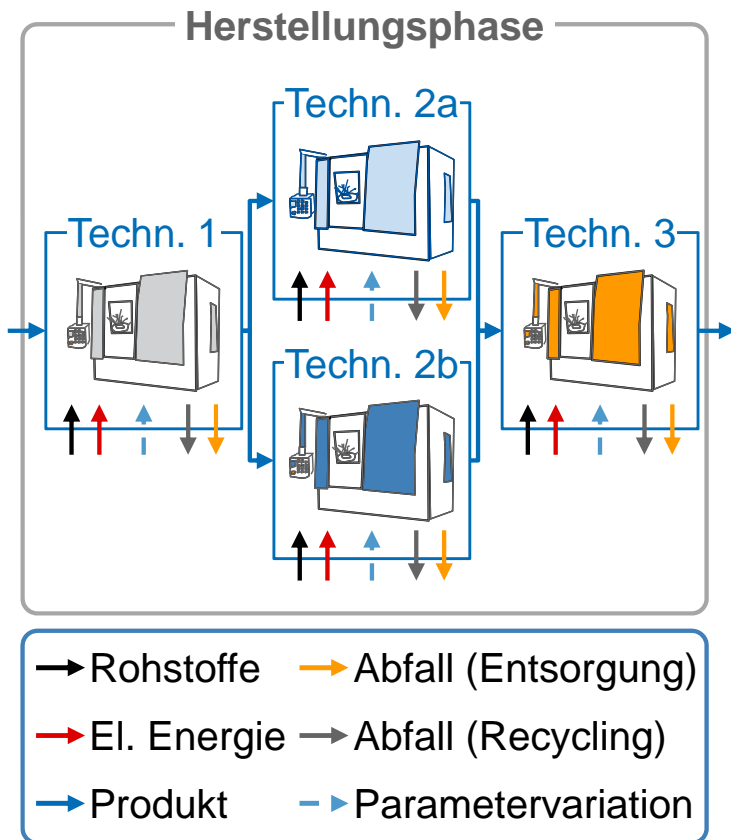 Herstellungsphase
Techn. 2a
Techn. 1
Techn. 3
Techn. 2b
Rohstoffe
Abfall (Entsorgung)
El. Energie
Abfall (Recycling)
Produkt
Parametervariation